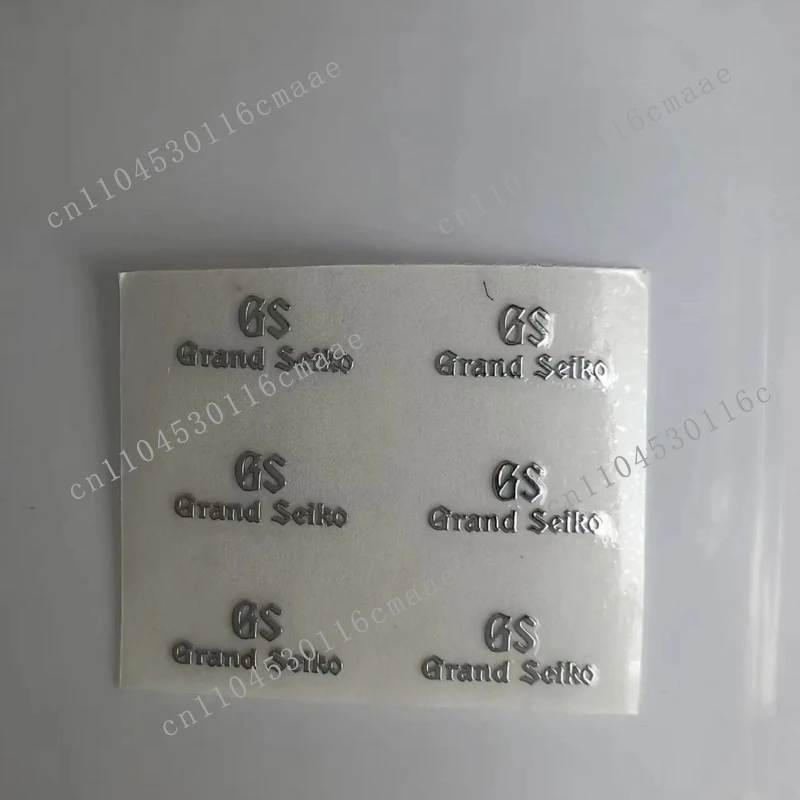 cn1104530116cmaae
cn1104530116cmaae
GS
Grand Seiko
GS
Grand Seiko
cn1104530116cmaae
cn1104530116c
GS
Grand Seiko
GS
Grand Seiko
GS
Grand Seiko
GS
Grand Seiko
cn1104530116cmaae